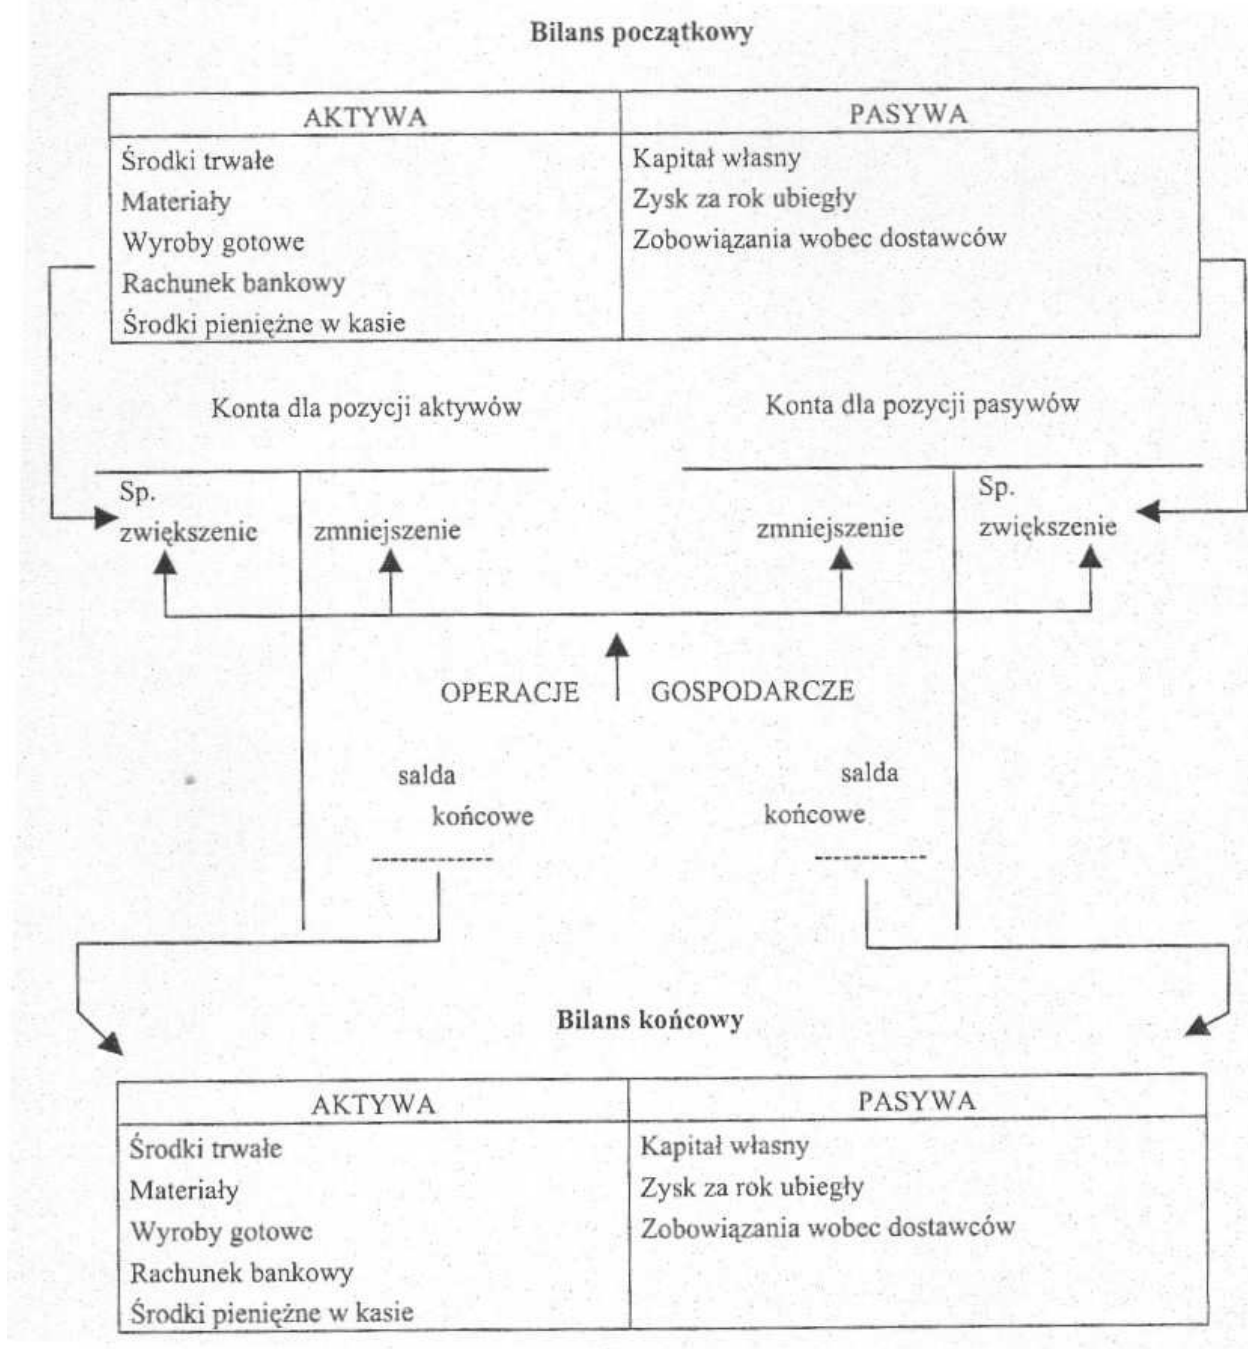 Bilans początkowy
AKTYWA
PASYWA
Środki trwałe
Materiały
Wyroby gotowe
Rachunek bankowy
Środki pieniężne w kasie
Kapitał własny
Zysk za rok ubiegły
Zobowiązania wobec dostawców
Konta dla pozycji aktywów
Konta dla pozycji pasywów
Sp.
zwiększenie
zmniejszenie
zmniejszenie
Sp.
zwiększenie
OPERACJE GOSPODARCZE
salda
końcowe
salda
końcowe
Bilans końcowy
AKTYWA
PASYWA
Środki trwałe
Materiały
Wyroby gotowe
Rachunek bankowy
Środki pieniężne w kasie
Kapitał własny
Zysk za rok ubiegły
Zobowiązania wobec dostawców